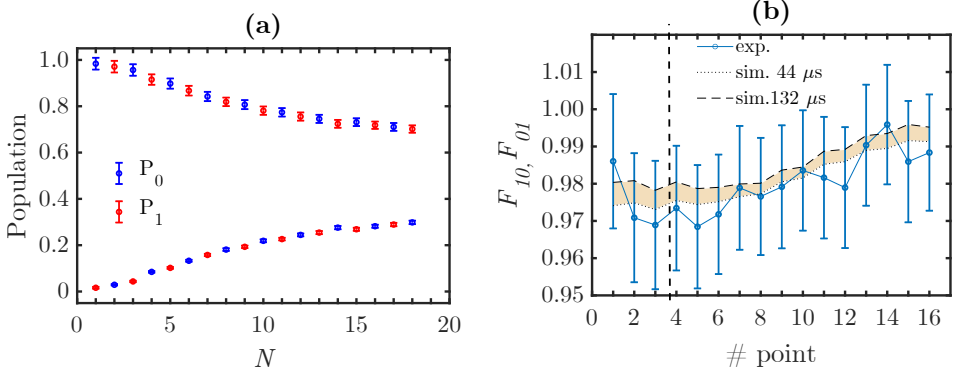 (a)
Population
1.0
0.8
0.6
0.4
0.2
0
P0
P1
0
5
10
15
20
N
(b)
F10, F01
1.01
1.00
0.99
0.98
0.97
0.96
0.95
exp.
sim. 44 μs
sim.132 μs
0
2
4
6
8
10
12
14
16
# point